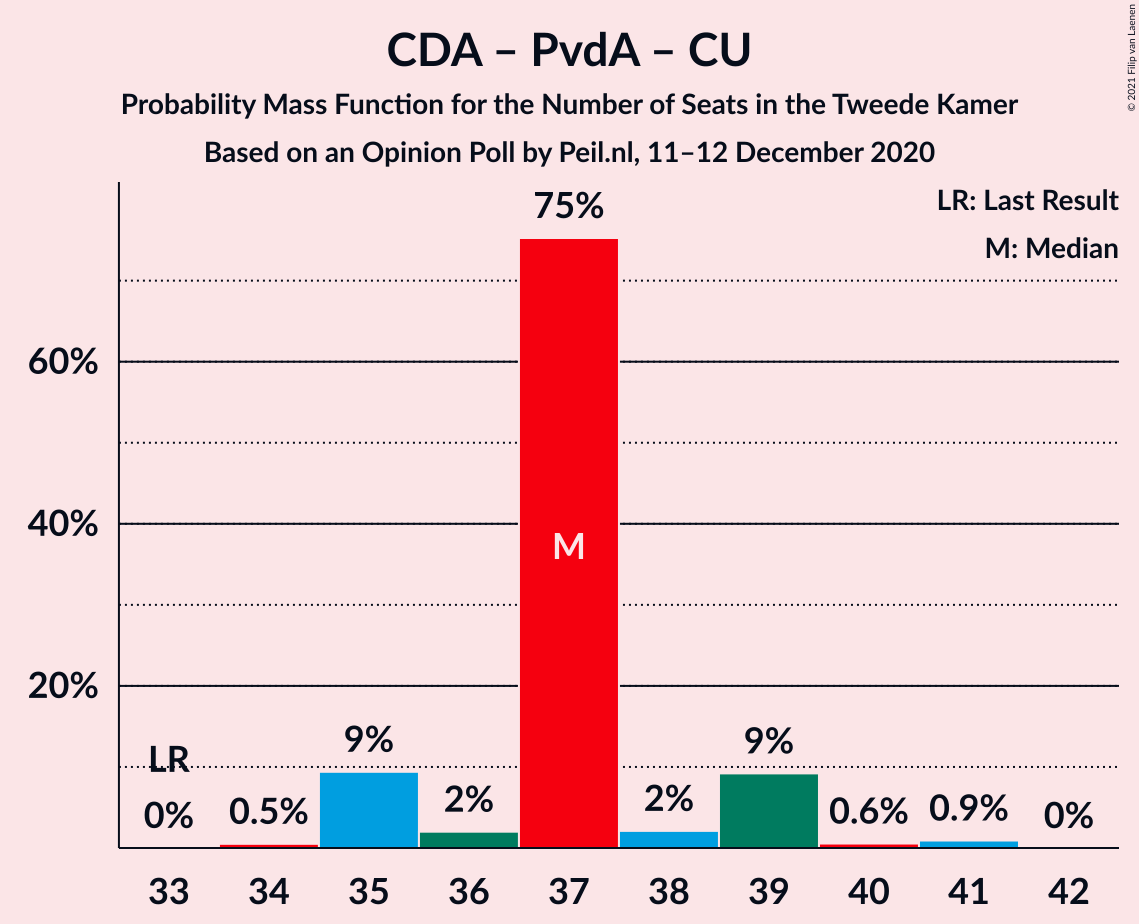 CDA – PvdA – CU
Probability Mass Function for the Number of Seats in the Tweede Kamer
Based on an Opinion Poll by Peil.nl, 11–12 December 2020
© 2021 Filip van Laenen
LR: Last Result
M: Median
75%
60%
40%
20%
M
LR
0%
0.5%
9%
2%
2%
9%
0.6%
0.9%
0%
33 34 35 36 37 38 39 40 41 42